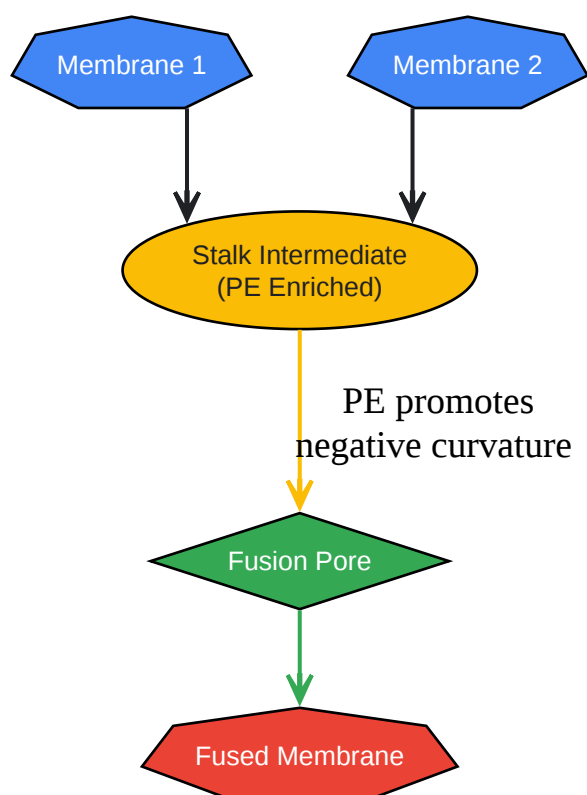 Membrane 1
Membrane 2
Stalk Intermediate
(PE Enriched)
PE promotes
negative curvature
Fusion Pore
Fused Membrane